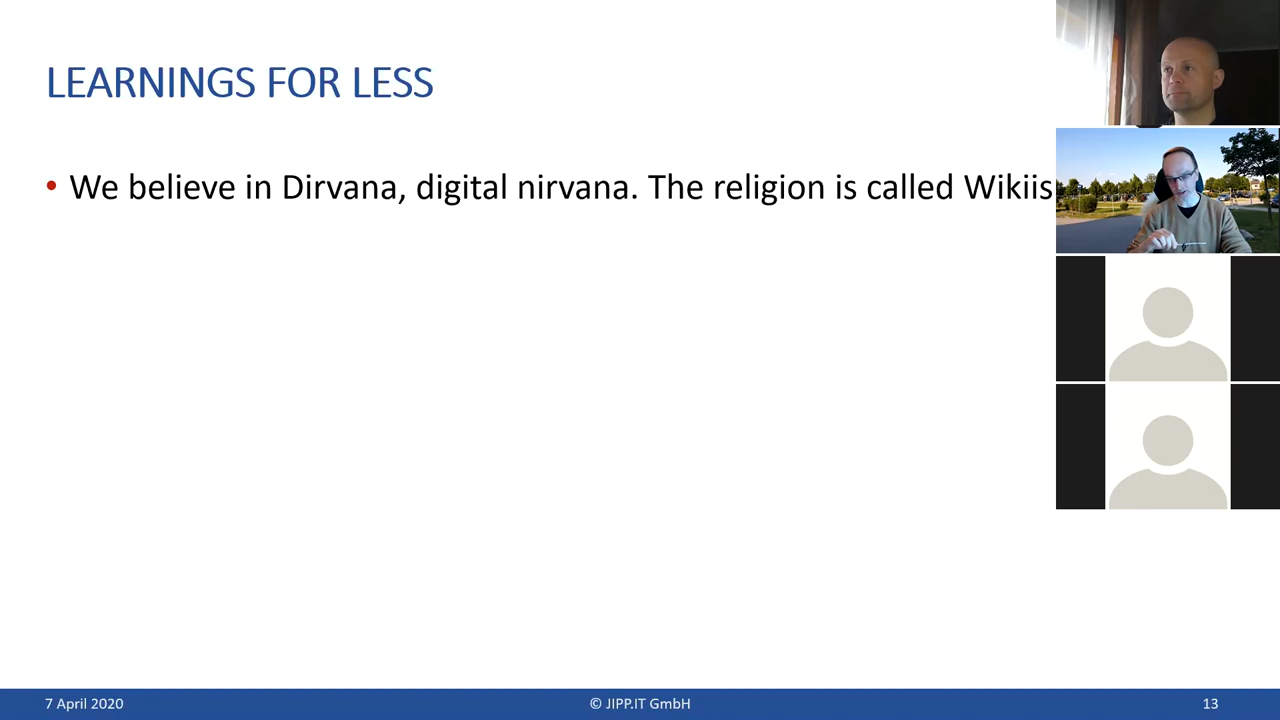 LEARNINGS FOR LESS
• We believe in Dirvana, digital nirvana. The religion is called Wikiis
7 April 2020
© JIPP.IT GmbH
13